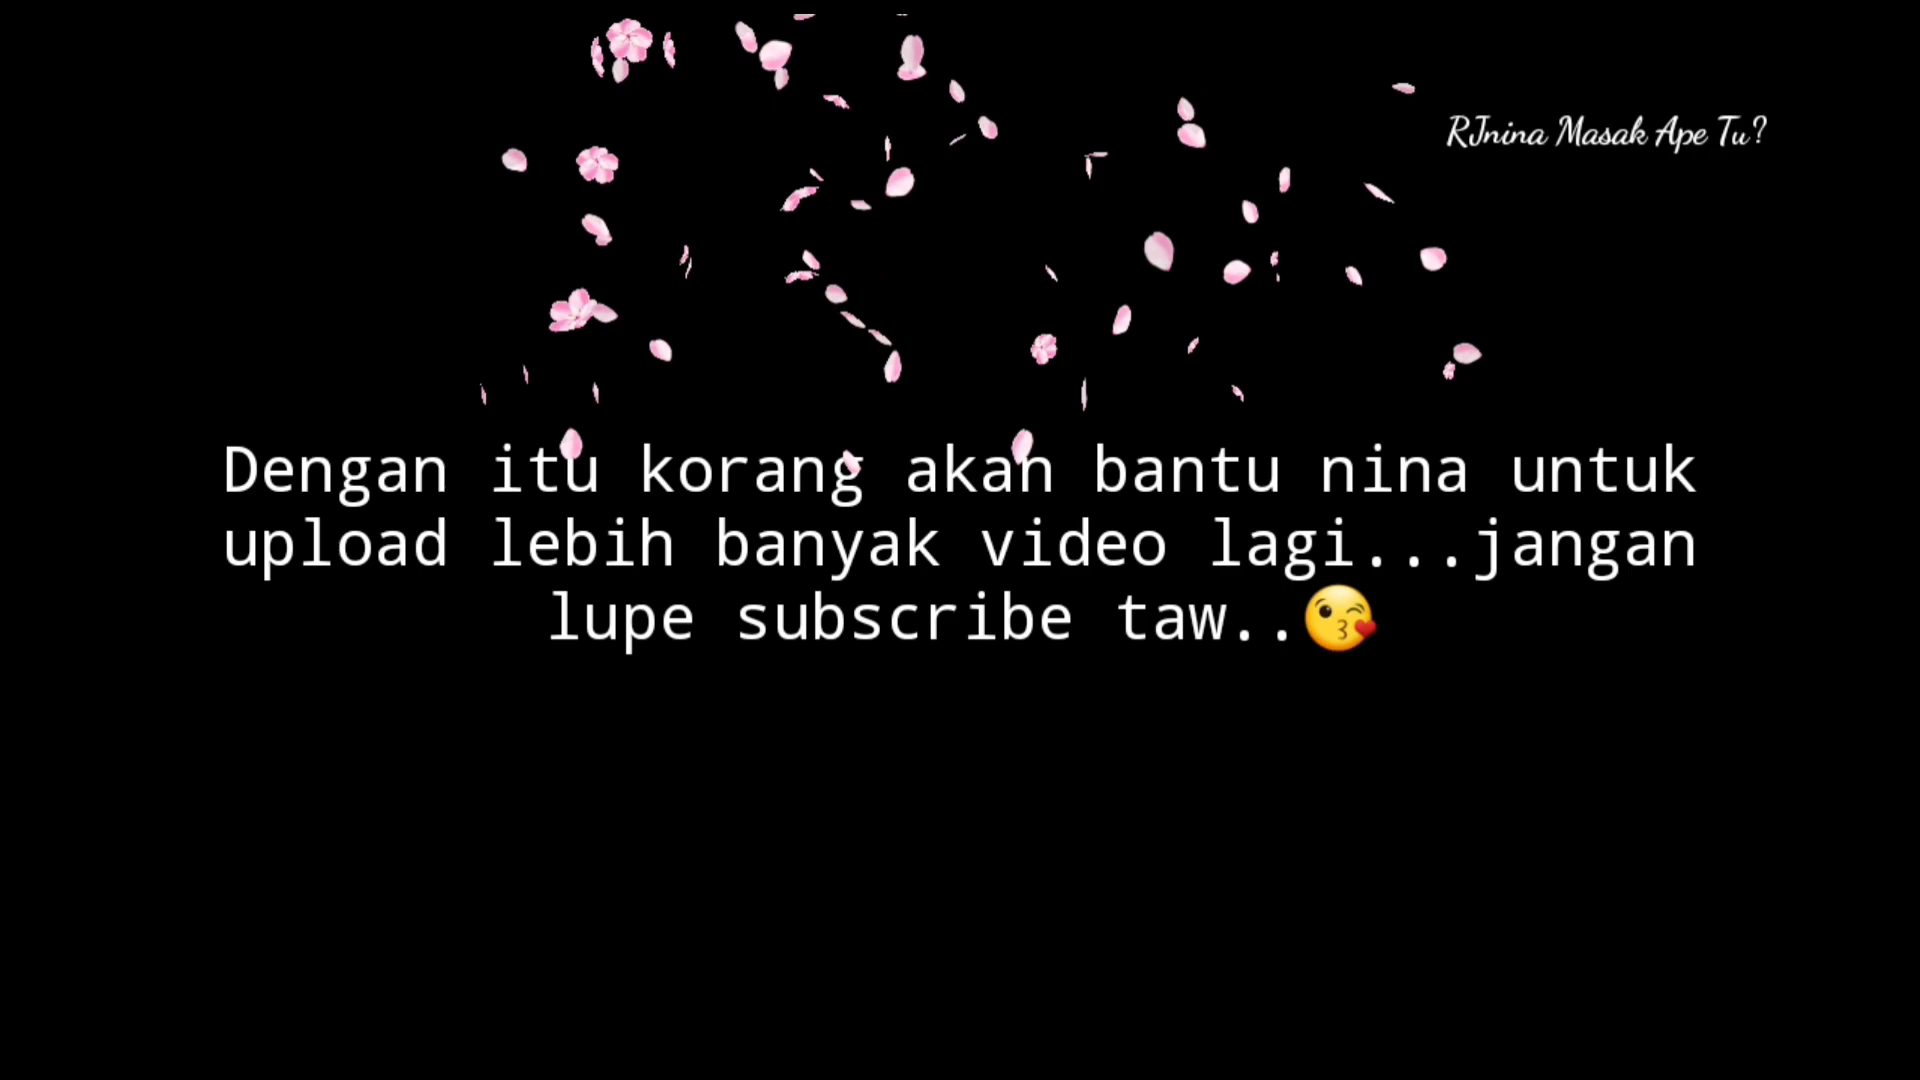 RJnina Masak Ape Tu?
Dengan itu korang akan bantu nina untuk
upload lebih banyak video lagi...jangan
lupe subscribe taw..😘